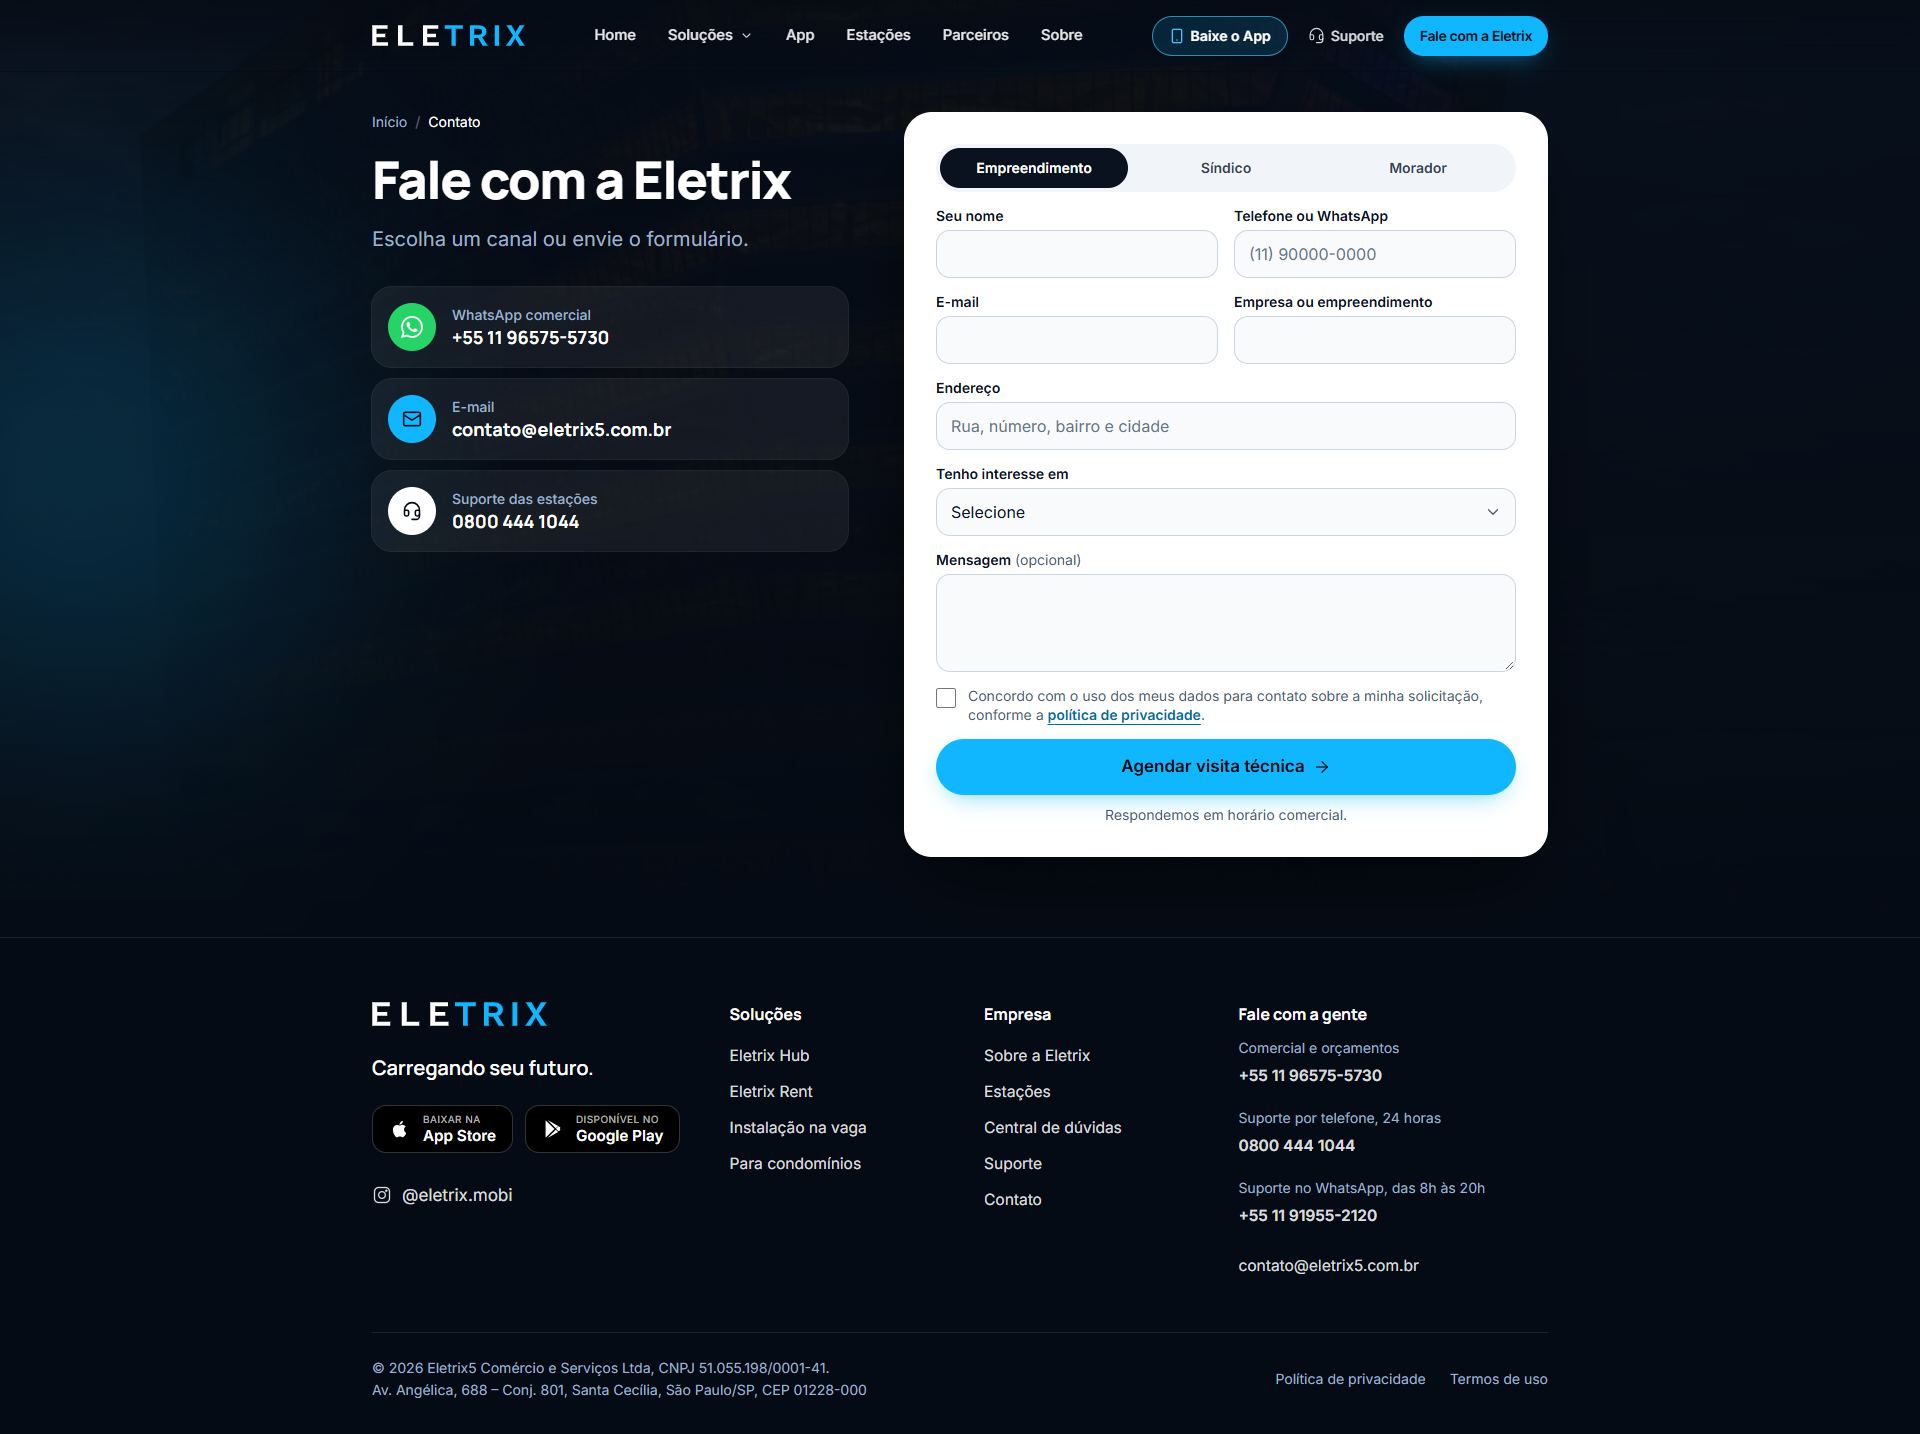 ELETRIX
Home
Soluções
App
Estações
Parceiros
Sobre
Baixe o App
Suporte
Fale com a Eletrix
Início / Contato
Fale com a Eletrix
Escolha um canal ou envie o formulário.
WhatsApp comercial
+55 11 96575-5730
E-mail
contato@eletrix5.com.br
Suporte das estações
0800 444 1044
Empreendimento
Síndico
Morador
Seu nome
Telefone ou WhatsApp
(11) 90000-0000
E-mail
Empresa ou empreendimento
Endereço
Rua, número, bairro e cidade
Tenho interesse em
Selecione
Mensagem (opcional)
Concordo com o uso dos meus dados para contato sobre a minha solicitação,
conforme a política de privacidade.
Agendar visita técnica
Respondemos em horário comercial.
ELETRIX
Carregando seu futuro.
BAIXAR NA
App Store
DISPONÍVEL NO
Google Play
@eletrix.mobi
Soluções
Eletrix Hub
Eletrix Rent
Instalação na vaga
Para condomínios
Empresa
Sobre a Eletrix
Estações
Central de dúvidas
Suporte
Contato
Fale com a gente
Comercial e orçamentos
+55 11 96575-5730
Suporte por telefone, 24 horas
0800 444 1044
Suporte no WhatsApp, das 8h às 20h
+55 11 91955-2120
contato@eletrix5.com.br
© 2026 Eletrix5 Comércio e Serviços Ltda, CNPJ 51.055.198/0001-41.
Av. Angélica, 688 – Conj. 801, Santa Cecília, São Paulo/SP, CEP 01228-000
Política de privacidade
Termos de uso